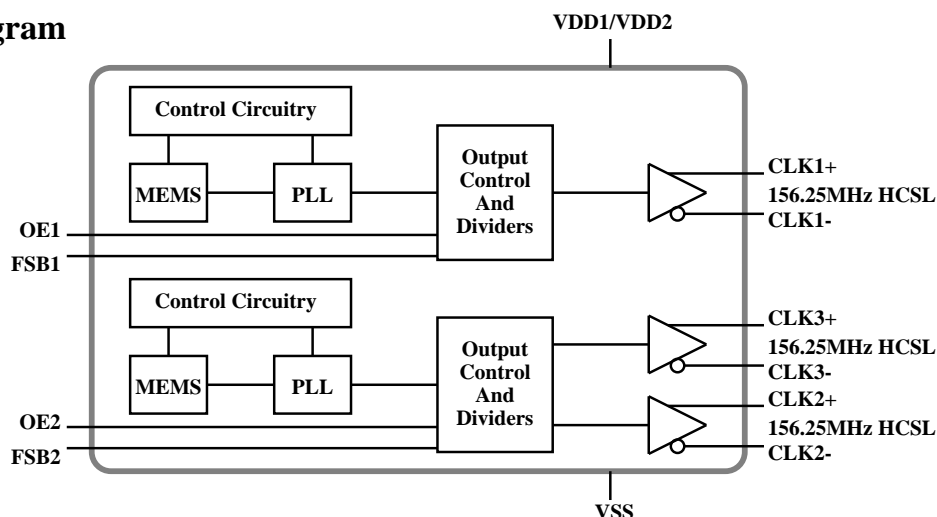 gram
VDD1/VDD2
Control Circuitry
MEMS
PLL
Output
Control
And
Dividers
CLK1+
156.25MHz HCSL
CLK1-
OE1
FSB1
Control Circuitry
MEMS
PLL
Output
Control
And
Dividers
CLK3+
156.25MHz HCSL
CLK3-
CLK2+
156.25MHz HCSL
CLK2-
OE2
FSB2
VSS